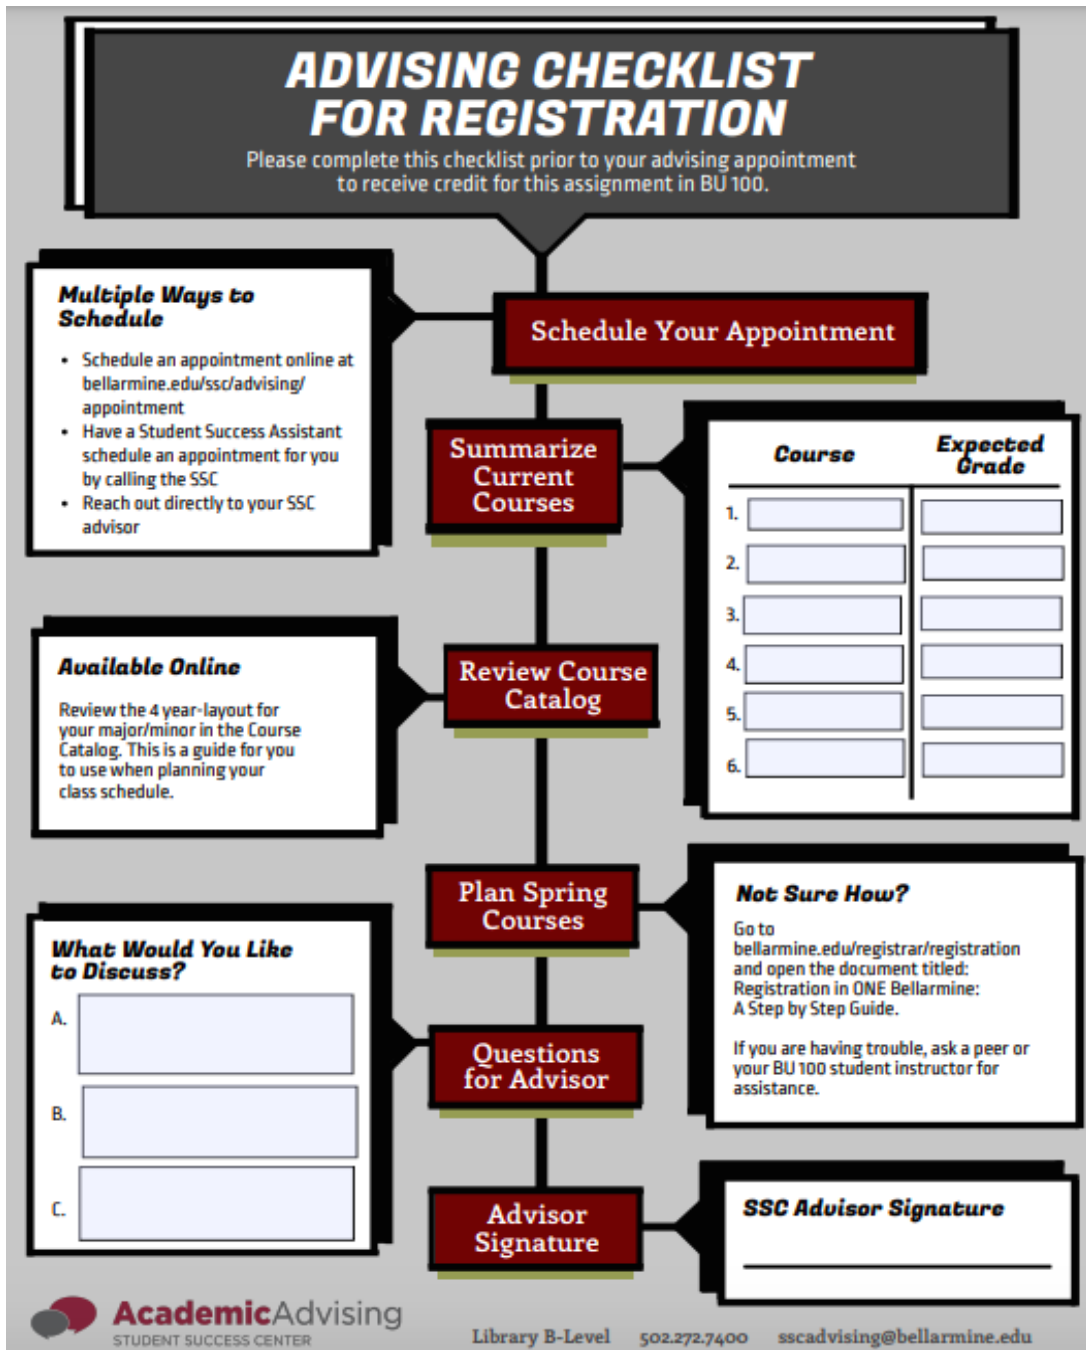 ADVISING CHECKLIST
FOR REGISTRATION
Please complete this checklist prior to your advising appointment
to receive credit for this assignment in BU 100.
Schedule Your Appointment
Multiple Ways to
Schedule
• Schedule an appointment online at
bellarmine.edu/ssc/advising/
appointment
• Have a Student Success Assistant
schedule an appointment for you
by calling the SSC
• Reach out directly to your SSC
advisor
Summarize
Current
Courses
Course Expected
Grade
1.
2.
3.
4.
5.
6.
Review Course
Catalog
Available Online
Review the 4 year-layout for
your major/minor in the Course
Catalog. This is a guide for you
to use when planning your
class schedule.
Plan Spring
Courses
Not Sure How?
Go to
bellarmine.edu/registrar/registration
and open the document titled:
Registration in ONE Bellarmine:
A Step by Step Guide.
If you are having trouble, ask a peer or
your BU 100 student instructor for
assistance.
Questions
for Advisor
What Would You Like
to Discuss?
A.
B.
C.
Advisor
Signature
SSC Advisor Signature
AcademicAdvising
STUDENT SUCCESS CENTER
Library B-Level 502.272.7400 sscadvising@bellarmine.edu